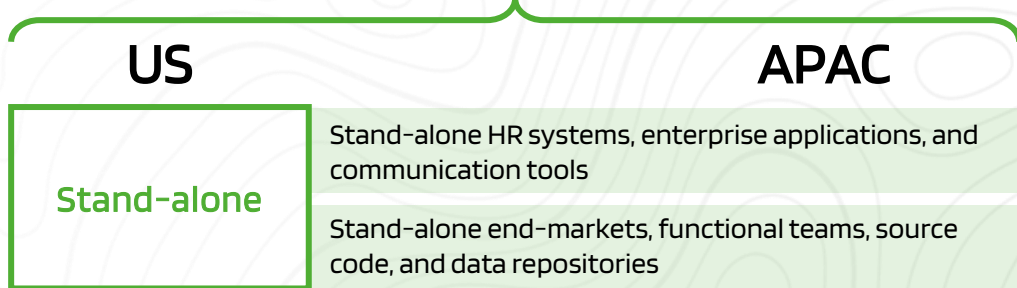 US
APAC
Stand-alone
Stand-alone HR systems, enterprise applications, and
communication tools
Stand-alone end-markets, functional teams, source
code, and data repositories